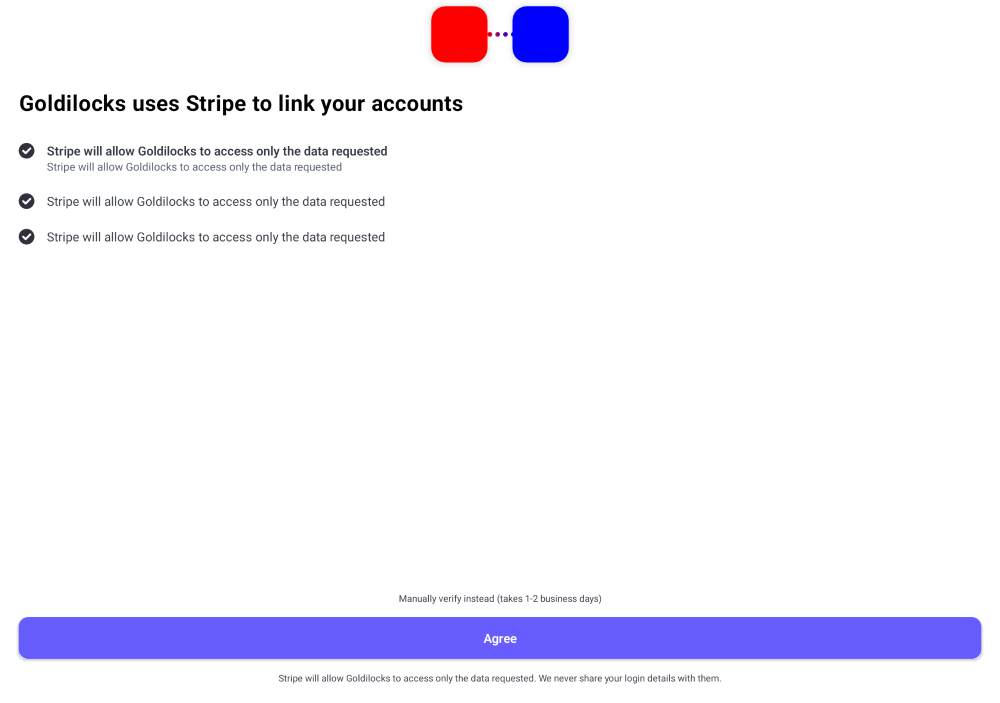 Goldilocks uses Stripe to link your accounts
Stripe will allow Goldilocks to access only the data requested
Stripe will allow Goldilocks to access only the data requested
Stripe will allow Goldilocks to access only the data requested
Stripe will allow Goldilocks to access only the data requested
Manually verify instead (takes 1-2 business days)
Agree
Stripe will allow Goldilocks to access only the data requested. We never share your login details with them.